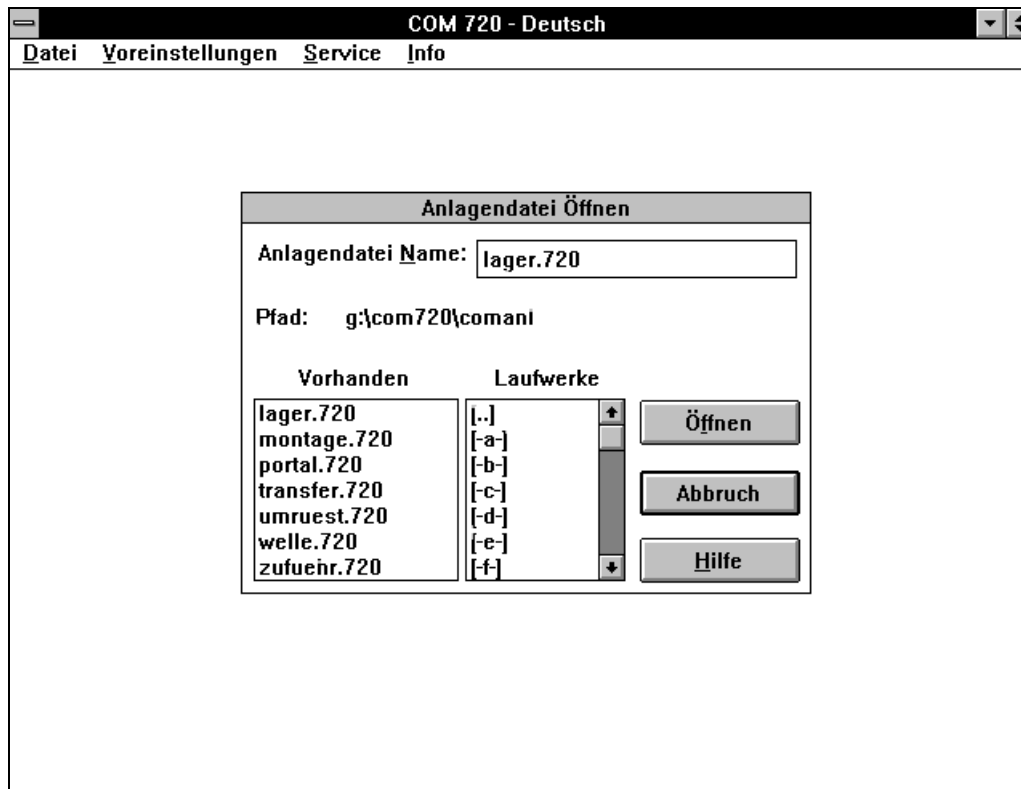 COM 720 - Deutsch
Datei Voreinstellungen Service Info
Anlagendatei Öffnen
Anlagendatei Name: lager.720
Pfad: g:\com720\comanl
Vorhanden Laufwerke
lager.720 [..]
montage.720 [-a-]
portal.720 [-b-]
transfer.720 [-c-]
umruest.720 [-d-]
welle.720 [-e-]
zufuehr.720 [-f-]
Öffnen
Abbruch
Hilfe